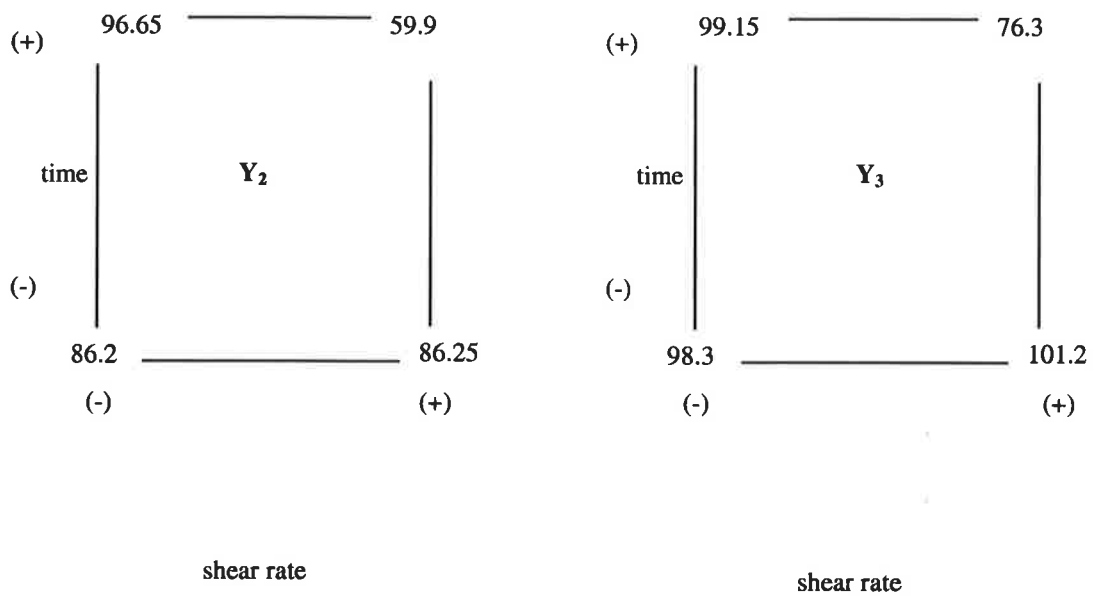 96.65 59.9
(+)
time
Y₂
(-)
86.2 86.25
(-) (+)
shear rate
99.15 76.3
(+)
time
Y₃
(-)
98.3 101.2
(-) (+)
shear rate